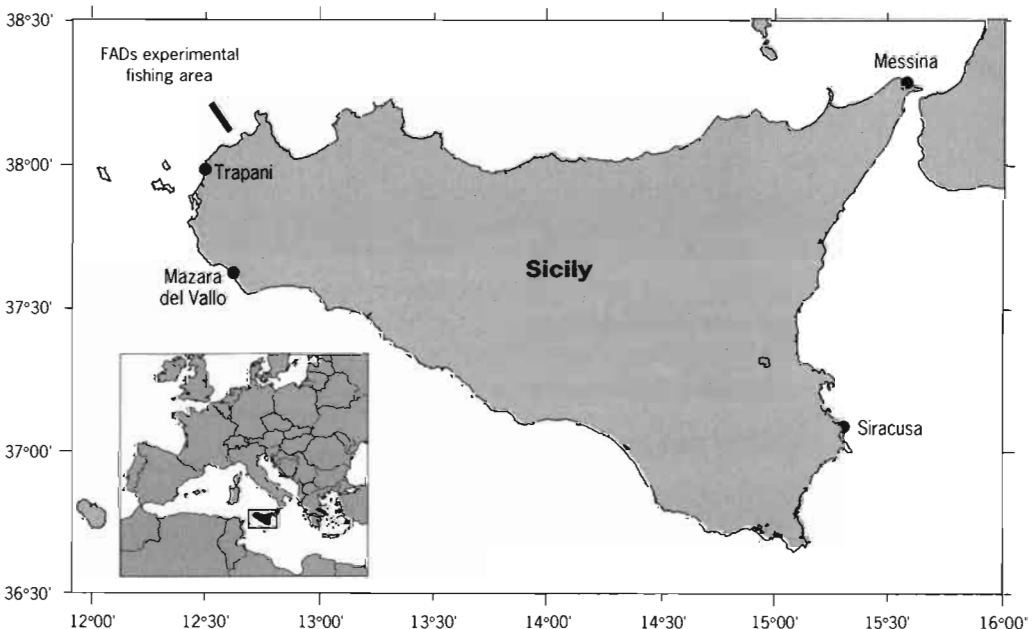 38°30'
FADs experimental
fishing area
Messina
38°00'
Trapani
Sicily
Mazara
del Vallo
37°30'
Siracusa
37°00'
36°30'
12°00'
12°30'
13°00'
13°30'
14°00'
14°30'
15°00'
15°30'
16°00'